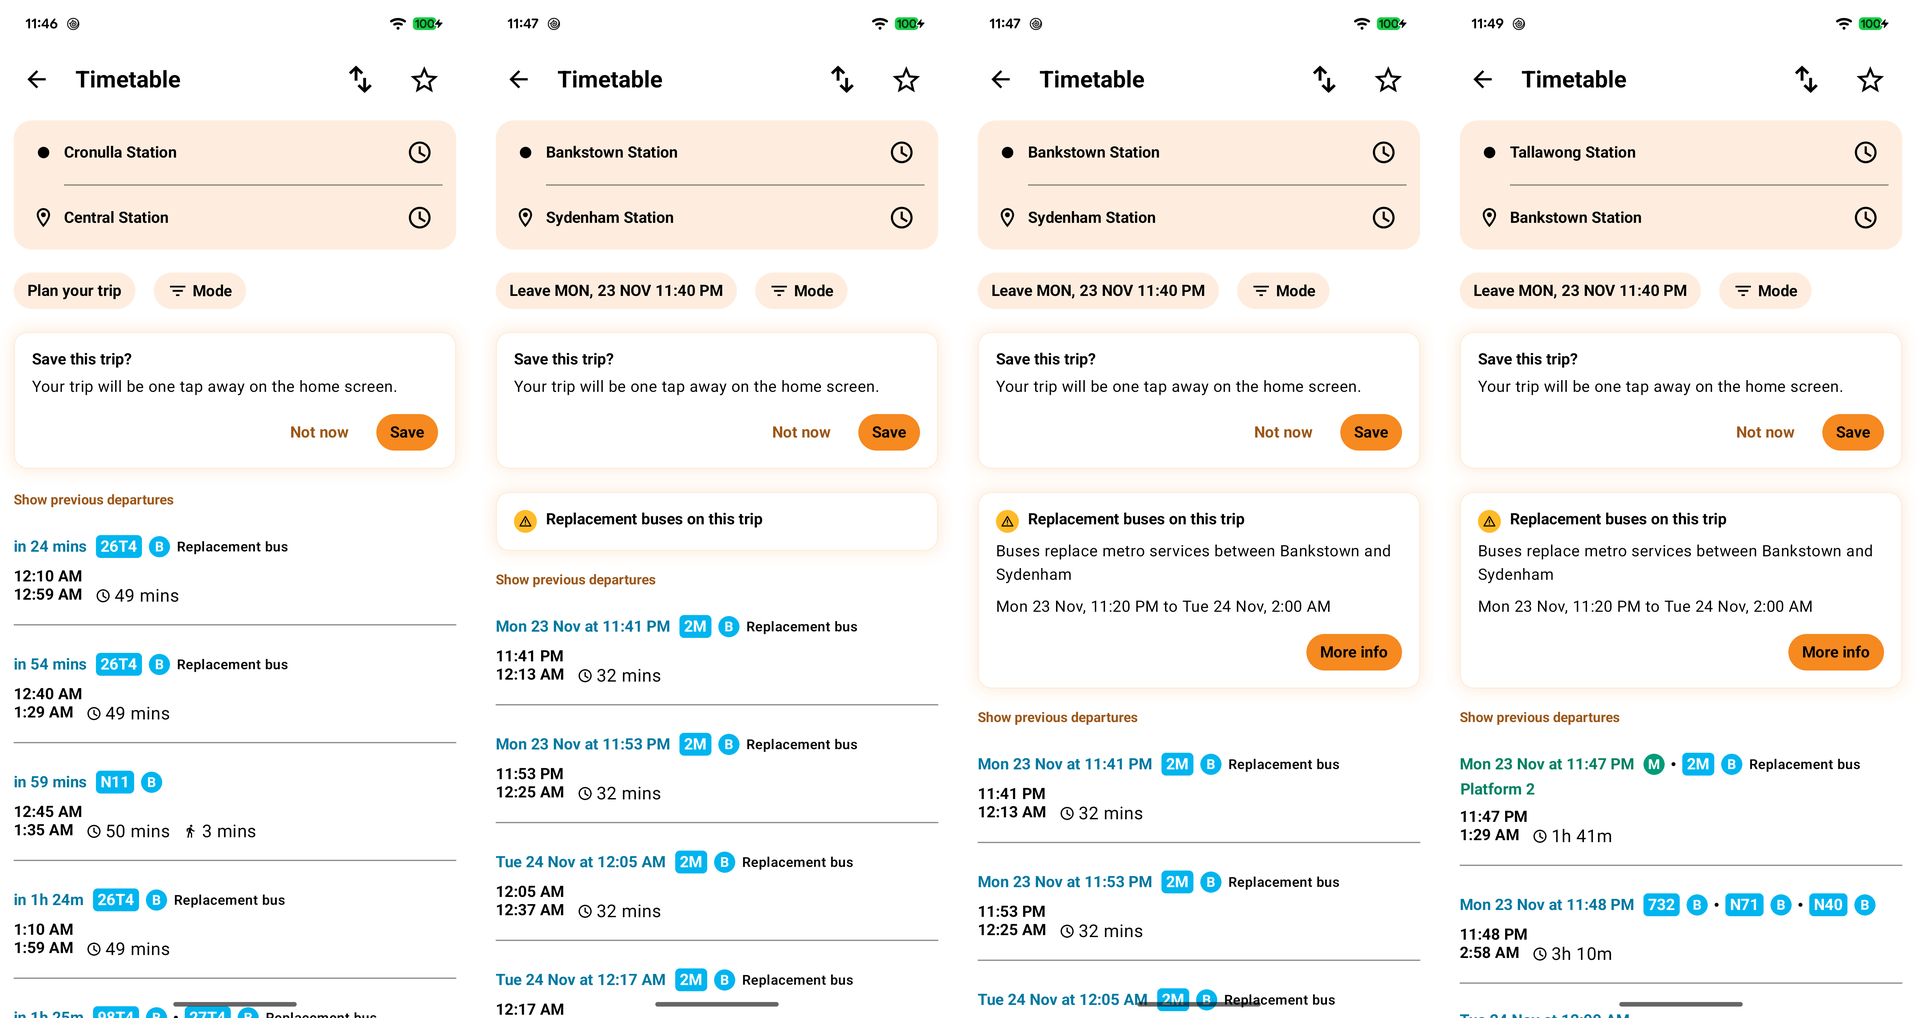 11:46
100
Timetable
Cronulla Station
Central Station
Plan your trip
Mode
Save this trip?
Your trip will be one tap away on the home screen.
Not now
Save
Show previous departures
in 24 mins 26T4 B Replacement bus
12:10 AM
12:59 AM 49 mins
in 54 mins 26T4 B Replacement bus
12:40 AM
1:29 AM 49 mins
in 59 mins N11 B
12:45 AM
1:35 AM 50 mins 3 mins
in 1h 24m 26T4 B Replacement bus
1:10 AM
1:59 AM 49 mins
in 1h 25m 98T4 B • 27T4 B Replacement bus
11:47
100
Timetable
Bankstown Station
Sydenham Station
Leave MON, 23 NOV 11:40 PM
Mode
Save this trip?
Your trip will be one tap away on the home screen.
Not now
Save
Replacement buses on this trip
Show previous departures
Mon 23 Nov at 11:41 PM 2M B Replacement bus
11:41 PM
12:13 AM 32 mins
Mon 23 Nov at 11:53 PM 2M B Replacement bus
11:53 PM
12:25 AM 32 mins
Tue 24 Nov at 12:05 AM 2M B Replacement bus
12:05 AM
12:37 AM 32 mins
Tue 24 Nov at 12:17 AM 2M B Replacement bus
12:17 AM
11:47
100
Timetable
Bankstown Station
Sydenham Station
Leave MON, 23 NOV 11:40 PM
Mode
Save this trip?
Your trip will be one tap away on the home screen.
Not now
Save
Replacement buses on this trip
Buses replace metro services between Bankstown and
Sydenham
Mon 23 Nov, 11:20 PM to Tue 24 Nov, 2:00 AM
More info
Show previous departures
Mon 23 Nov at 11:41 PM 2M B Replacement bus
11:41 PM
12:13 AM 32 mins
Mon 23 Nov at 11:53 PM 2M B Replacement bus
11:53 PM
12:25 AM 32 mins
Tue 24 Nov at 12:05 AM 2M B Replacement bus
11:49
100
Timetable
Tallawong Station
Bankstown Station
Leave MON, 23 NOV 11:40 PM
Mode
Save this trip?
Your trip will be one tap away on the home screen.
Not now
Save
Replacement buses on this trip
Buses replace metro services between Bankstown and
Sydenham
Mon 23 Nov, 11:20 PM to Tue 24 Nov, 2:00 AM
More info
Show previous departures
Mon 23 Nov at 11:47 PM M • 2M B Replacement bus
Platform 2
11:47 PM
1:29 AM 1h 41m
Mon 23 Nov at 11:48 PM 732 B • N71 B • N40 B
11:48 PM
2:58 AM 3h 10m